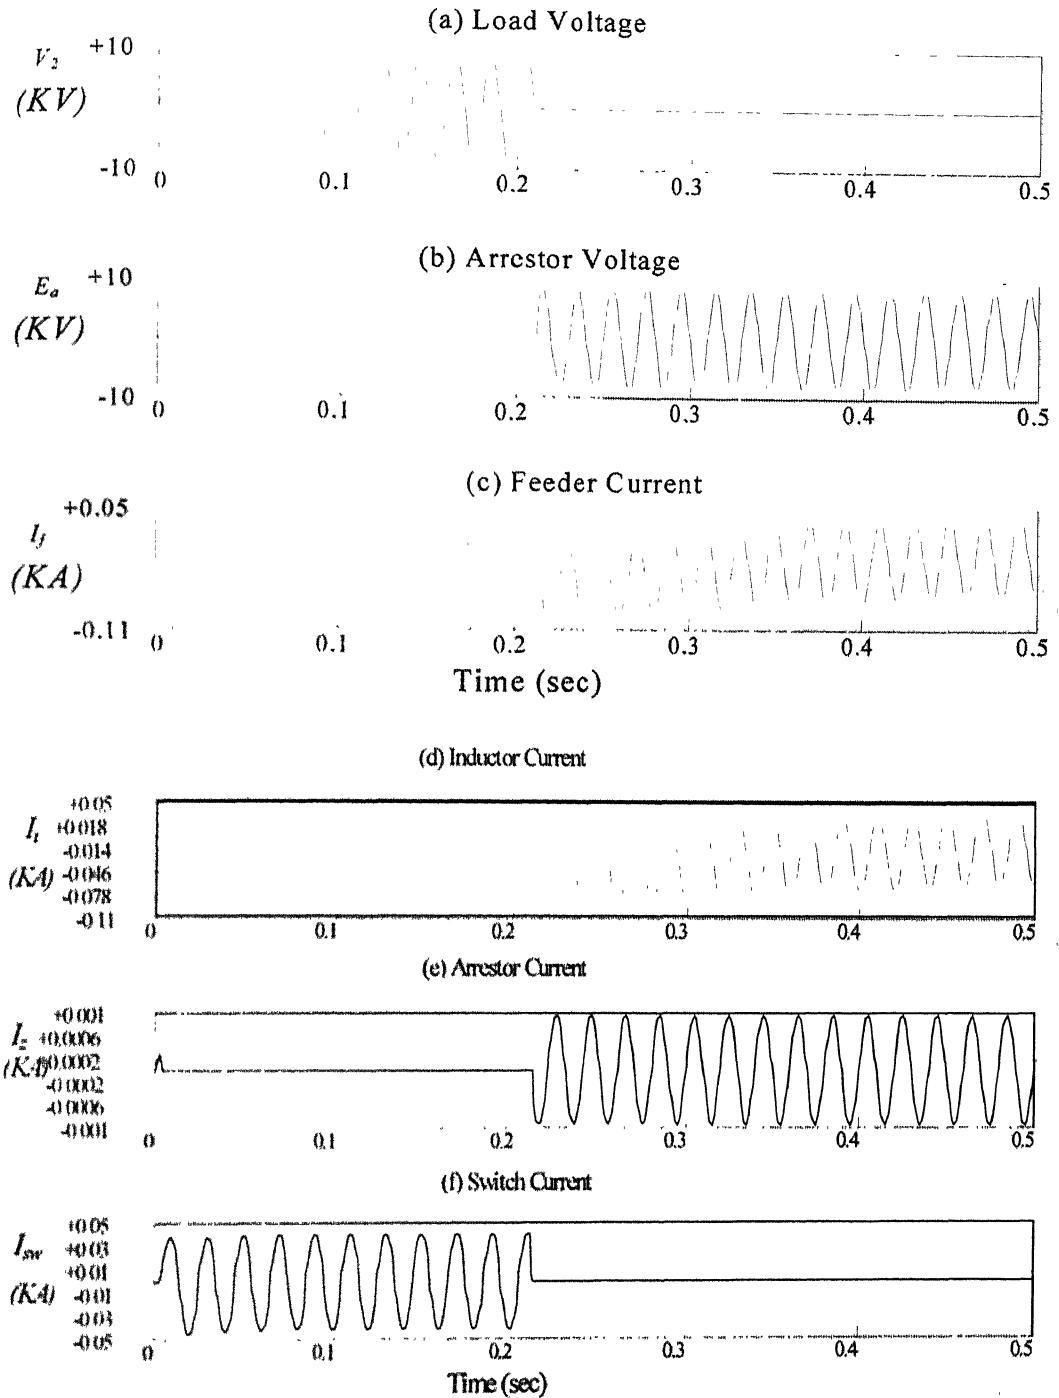 (a) Load Voltage
V2 +10
(KV)
-10
0 0.1 0.2 0.3 0.4 0.5
(b) Arrestor Voltage
Ea +10
(KV)
-10
0 0.1 0.2 0.3 0.4 0.5
(c) Feeder Current
+0.05
If
(KA)
-0.11
0 0.1 0.2 0.3 0.4 0.5
Time (sec)
(d) Inductor Current
+0.05
+0.018
-0.014
(KA) -0.046
-0.078
-0.11
0 0.1 0.2 0.3 0.4 0.5
(e) Arrestor Current
+0.001
+0.0006
(KA) +0.0002
-0.0002
-0.0006
-0.001
0 0.1 0.2 0.3 0.4 0.5
(f) Switch Current
+0.05
Isw +0.03
+0.01
(KA) -0.01
-0.03
-0.05
0 0.1 0.2 0.3 0.4 0.5
Time (sec)